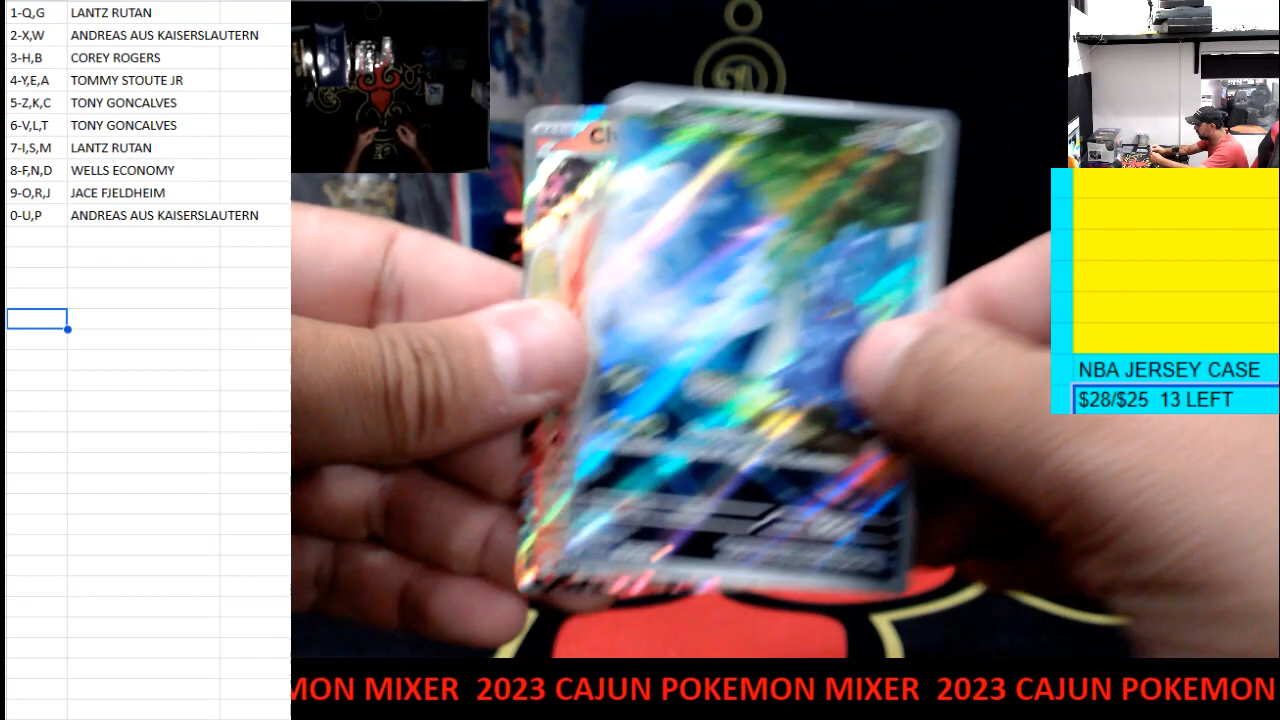 1-Q,G LANTZ RUTAN
2-X,W ANDREAS AUS KAISERSLAUTERN
3-H,B COREY ROGERS
4-Y,E,A TOMMY STOUTE JR
5-Z,K,C TONY GONCALVES
6-V,L,T TONY GONCALVES
7-I,S,M LANTZ RUTAN
8-F,N,D WELLS ECONOMY
9-O,R,J JACE FJELDHEIM
0-U,P ANDREAS AUS KAISERSLAUTERN
Ch
NBA JERSEY CASE
$28/$25 13 LEFT
MON MIXER 2023 CAJUN POKEMON MIXER 2023 CAJUN POKEMON